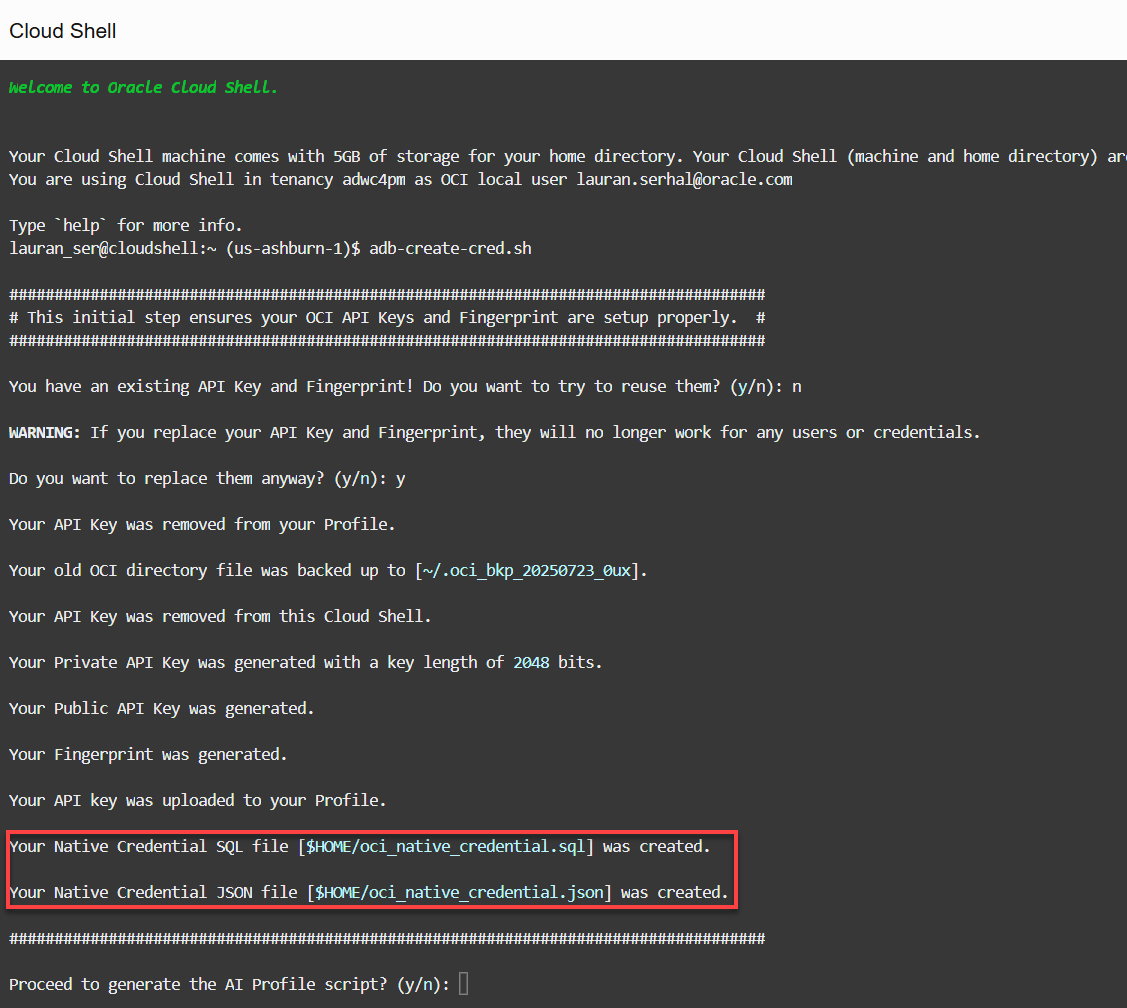 Cloud Shell
Welcome to Oracle Cloud Shell.
Your Cloud Shell machine comes with 5GB of storage for your home directory. Your Cloud Shell (machine and home directory) are
You are using Cloud Shell in tenancy adwc4pm as OCI local user lauran.serhal@oracle.com
Type `help` for more info.
lauran_ser@cloudshell:~ (us-ashburn-1)$ adb-create-cred.sh
####################################################################################
# This initial step ensures your OCI API Keys and Fingerprint are setup properly.  #
####################################################################################
You have an existing API Key and Fingerprint! Do you want to try to reuse them? (y/n): n
WARNING: If you replace your API Key and Fingerprint, they will no longer work for any users or credentials.
Do you want to replace them anyway? (y/n): y
Your API Key was removed from your Profile.
Your old OCI directory file was backed up to [~/.oci_bkp_20250723_0ux].
Your API Key was removed from this Cloud Shell.
Your Private API Key was generated with a key length of 2048 bits.
Your Public API Key was generated.
Your Fingerprint was generated.
Your API key was uploaded to your Profile.
Your Native Credential SQL file [$HOME/oci_native_credential.sql] was created.
Your Native Credential JSON file [$HOME/oci_native_credential.json] was created.
####################################################################################
Proceed to generate the AI Profile script? (y/n):